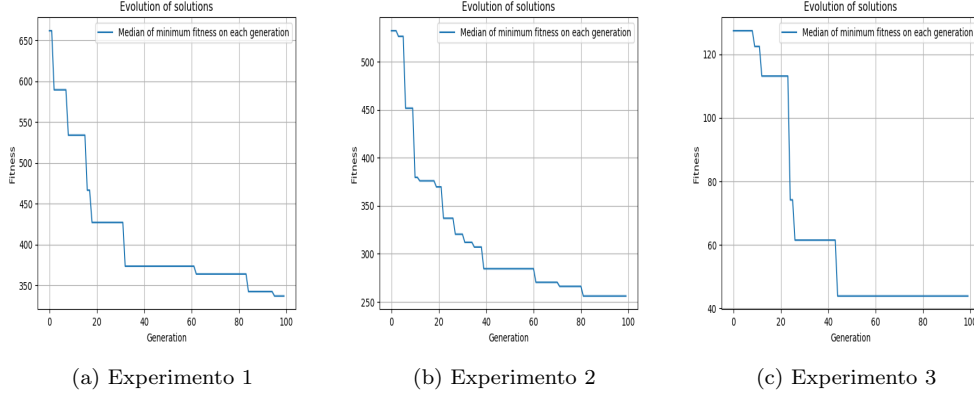 Evolution of solutions
Median of minimum fitness on each generation
Fitness
650
600
550
500
450
400
350
0 20 40 60 80 100
Generation
(a) Experimento 1
Evolution of solutions
Median of minimum fitness on each generation
Fitness
500
450
400
350
300
250
0 20 40 60 80 100
Generation
(b) Experimento 2
Evolution of solutions
Median of minimum fitness on each generation
Fitness
120
100
80
60
40
0 20 40 60 80 100
Generation
(c) Experimento 3